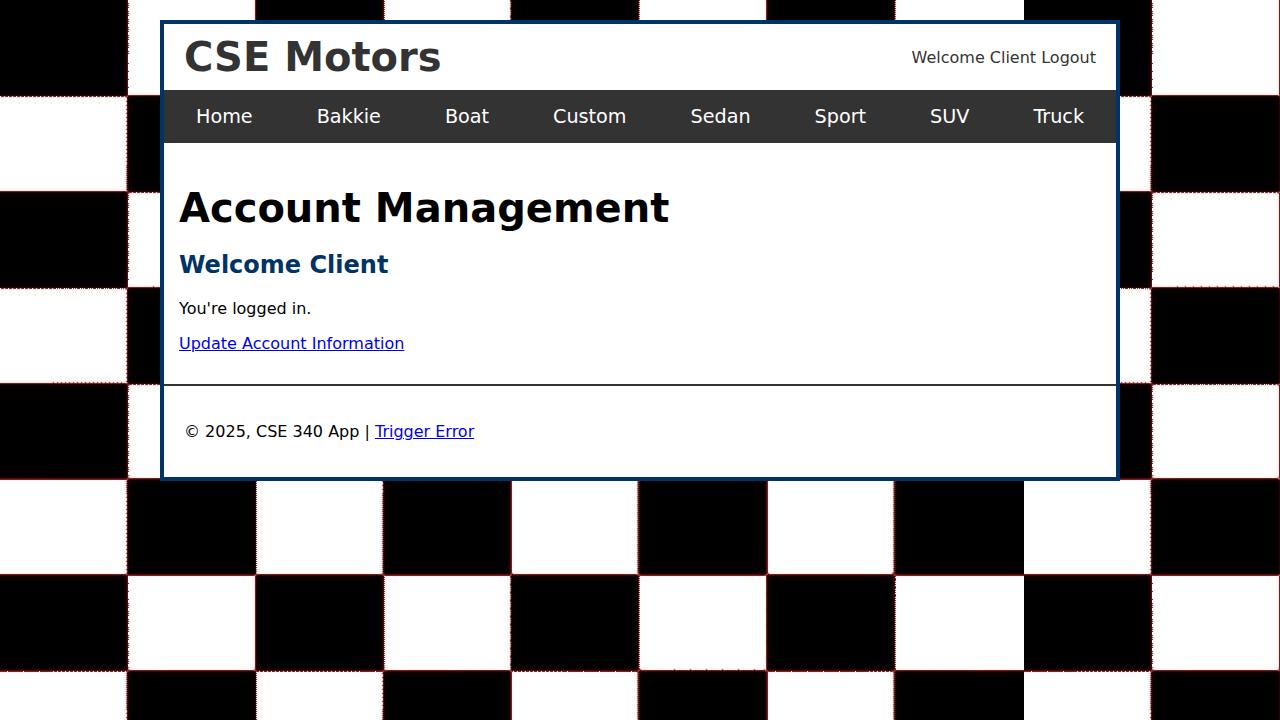 CSE Motors
Welcome Client Logout
Home Bakkie Boat Custom Sedan Sport SUV Truck
Account Management
Welcome Client
You're logged in.
Update Account Information
© 2025, CSE 340 App | Trigger Error